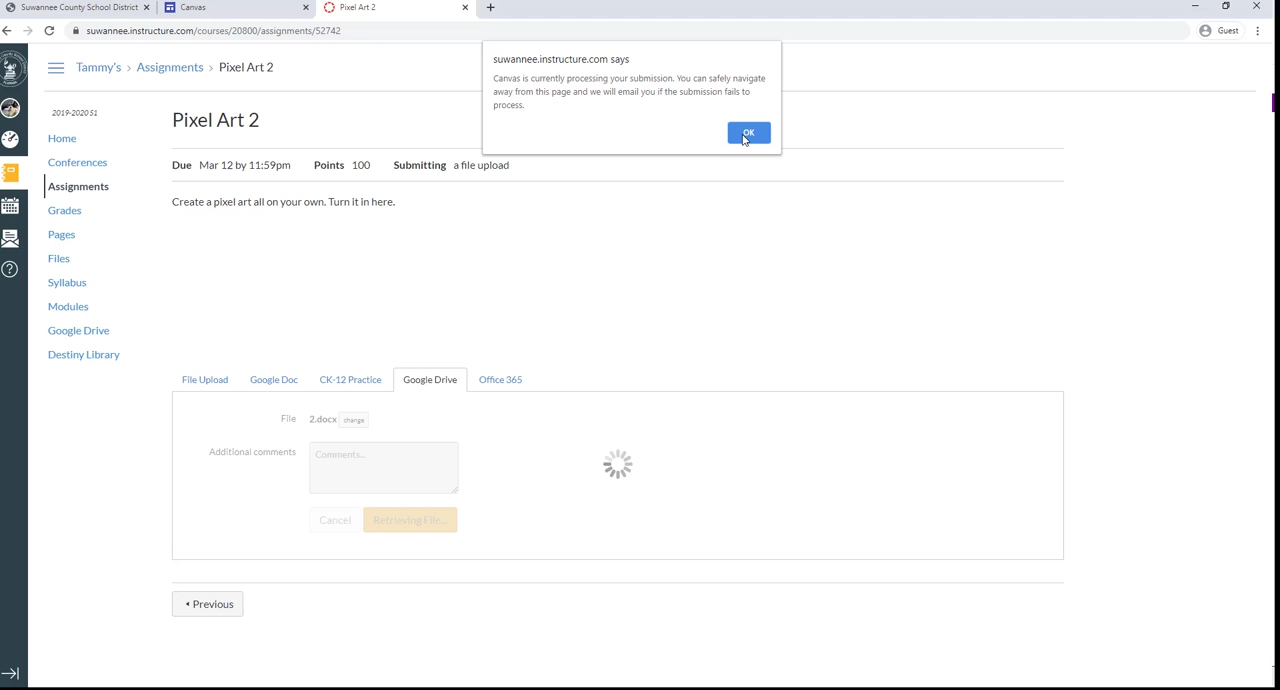 Suwannee County School District
Canvas
Pixel Art 2
suwannee.instructure.com/courses/20800/assignments/52742
Guest
suwannee.instructure.com says
Canvas is currently processing your submission. You can safely navigate
away from this page and we will email you if the submission fails to
process.
OK
Tammy's › Assignments › Pixel Art 2
2019-2020 S1
Home
Conferences
Assignments
Grades
Pages
Files
Syllabus
Modules
Google Drive
Destiny Library
Pixel Art 2
Due Mar 12 by 11:59pm Points 100 Submitting a file upload
Create a pixel art all on your own. Turn it in here.
File Upload Google Doc CK-12 Practice Google Drive Office 365
File 2.docx change
Additional comments Comments...
Cancel Retrieving File...
Previous